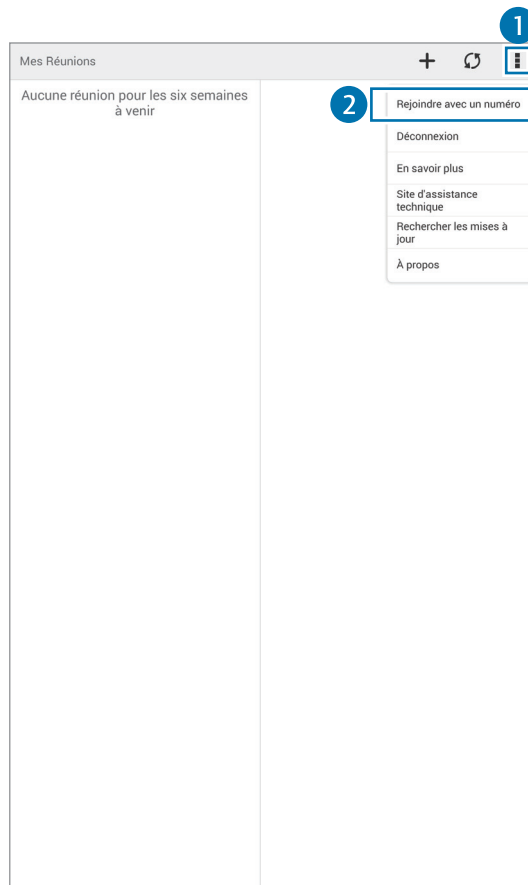 1
Mes Réunions
Aucune réunion pour les six semaines
à venir
2
Rejoindre avec un numéro
Déconnexion
En savoir plus
Site d'assistance
technique
Rechercher les mises à
jour
À propos